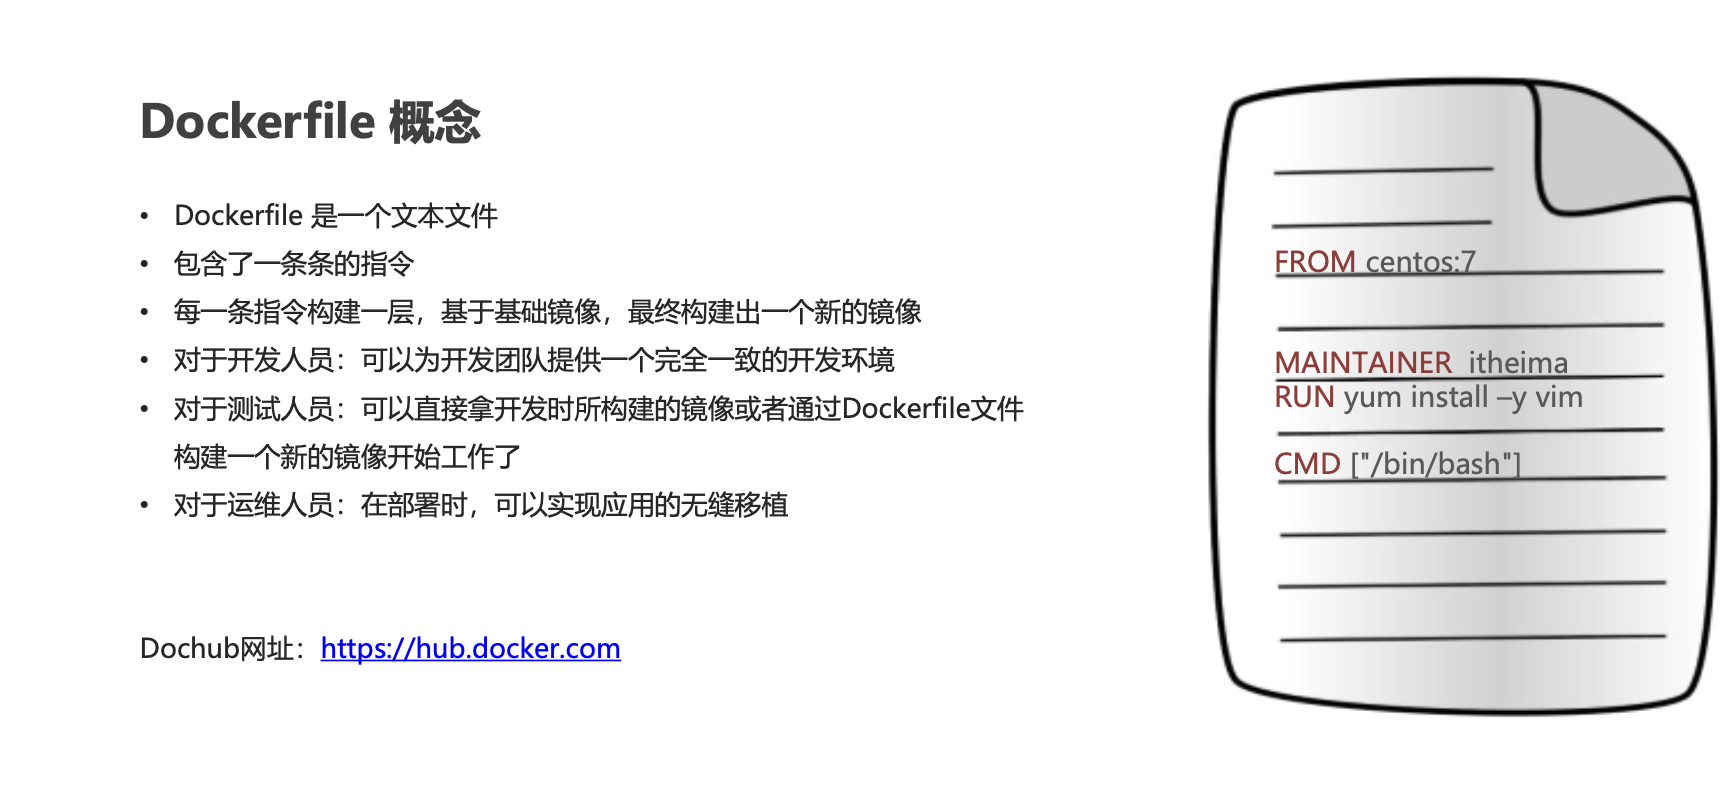 Dockerfile 概念
• Dockerfile 是一个文本文件
• 包含了一条条的指令
• 每一条指令构建一层，基于基础镜像，最终构建出一个新的镜像
• 对于开发人员：可以为开发团队提供一个完全一致的开发环境
• 对于测试人员：可以直接拿开发时所构建的镜像或者通过Dockerfile文件
构建一个新的镜像开始工作了
• 对于运维人员：在部署时，可以实现应用的无缝移植
Dochub网址：https://hub.docker.com
FROM centos:7
MAINTAINER itheima
RUN yum install –y vim
CMD ["/bin/bash"]